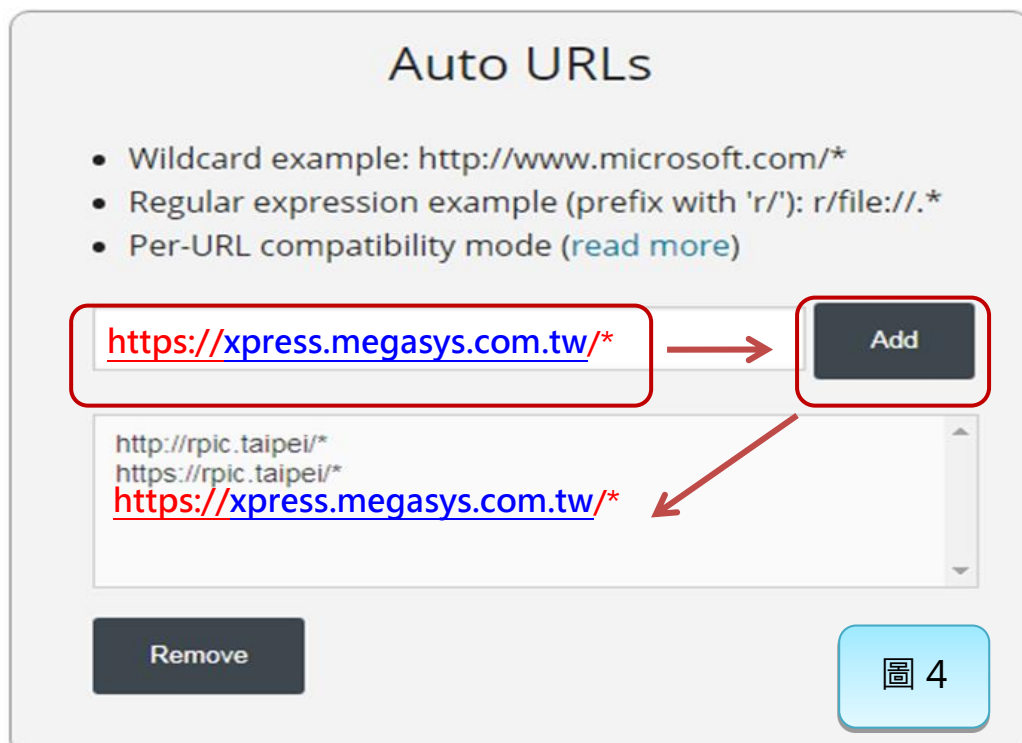 Auto URLs
• Wildcard example: http://www.microsoft.com/*
• Regular expression example (prefix with 'r/'): r/file://.*
• Per-URL compatibility mode (read more)
https://xpress.megasys.com.tw/*
Add
http://rpic.taipei/*
https://rpic.taipei/*
https://xpress.megasys.com.tw/*
Remove
圖 4